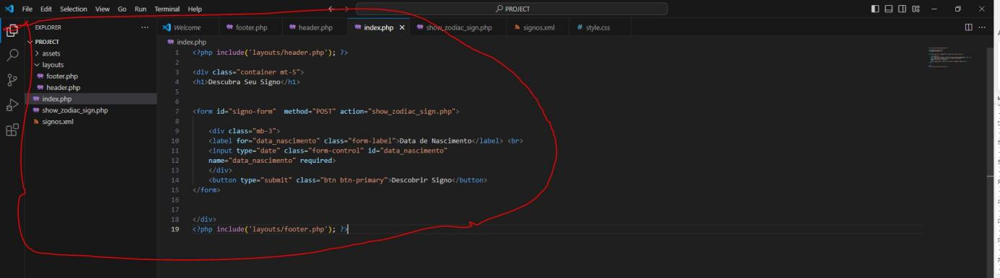 File Edit Selection View Go Run Terminal Help
PROJECT
EXPLORER
Welcome footer.php header.php index.php show_zodiac_sign.php signos.xml # style.css
PROJECT
assets
layouts
footer.php
header.php
index.php
show_zodiac_sign.php
signos.xml
index.php
1 <?php include('layouts/header.php'); ?>
2
3 <div class="container mt-5">
4 <h1>Descubra Seu Signo</h1>
5
6
7 <form id="signo-form"  method="POST" action="show_zodiac_sign.php">
8
9 <div class="mb-3">
10 <label for="data_nascimento" class="form-label">Data de Nascimento</label> <br>
11 <input type="date" class="form-control" id="data_nascimento"
12 name="data_nascimento" required>
13 </div>
14 <button type="submit" class="btn btn-primary">Descobrir Signo</button>
15 </form>
16
17
18 </div>
19 <?php include('layouts/footer.php'); ?>